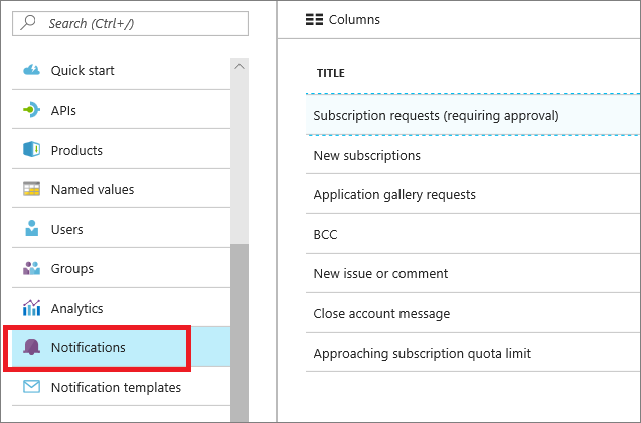 Search (Ctrl+/)
Quick start
APIs
Products
Named values
Users
Groups
Analytics
Notifications
Notification templates
Columns
TITLE
Subscription requests (requiring approval)
New subscriptions
Application gallery requests
BCC
New issue or comment
Close account message
Approaching subscription quota limit